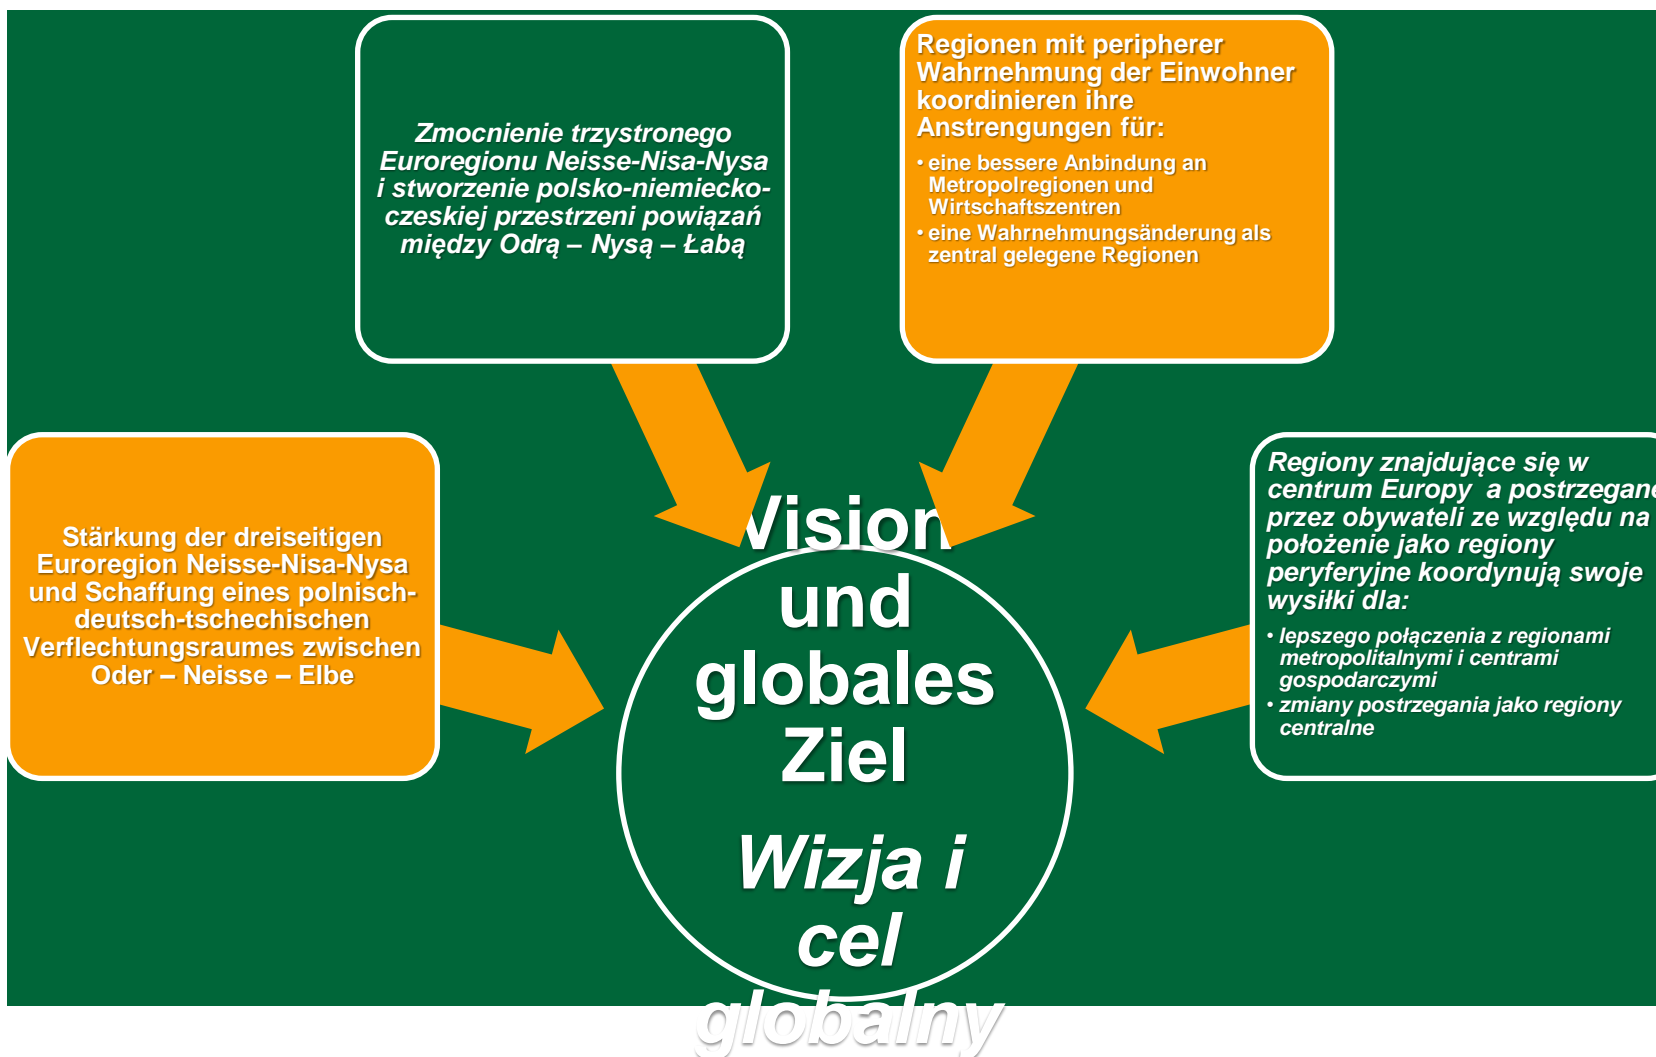 Zmocnienie trzystronego
Euroregionu Neisse-Nisa-Nysa
i stworzenie polsko-niemiecko-
czeskiej przestrzeni powiązań
między Odrą – Nysą – Łabą
Regionen mit peripherer
Wahrnehmung der Einwohner
koordinieren ihre
Anstrengungen für:
• eine bessere Anbindung an
Metropolregionen und
Wirtschaftszentren
• eine Wahrnehmungsänderung als
zentral gelegene Regionen
Stärkung der dreiseitigen
Euroregion Neisse-Nisa-Nysa
und Schaffung eines polnisch-
deutsch-tschechischen
Verflechtungsraumes zwischen
Oder – Neisse – Elbe
Vision
und
globales
Ziel
Wizja i
cel
globalny
Regiony znajdujące się w
centrum Europy a postrzegane
przez obywateli ze względu na
położenie jako regiony
peryferyjne koordynują swoje
wysiłki dla:
• lepszego połączenia z regionami
metropolitalnymi i centrami
gospodarczymi
• zmiany postrzegania jako regiony
centralne